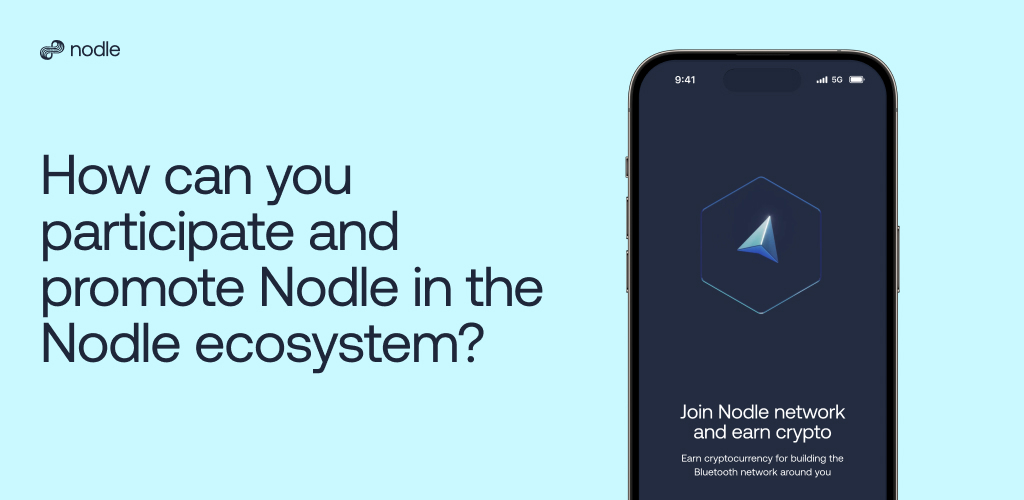 nodle
How can you
participate and
promote Nodle in the
Nodle ecosystem?
9:41
5G
Join Nodle network
and earn crypto
Earn cryptocurrency for building the
Bluetooth network around you